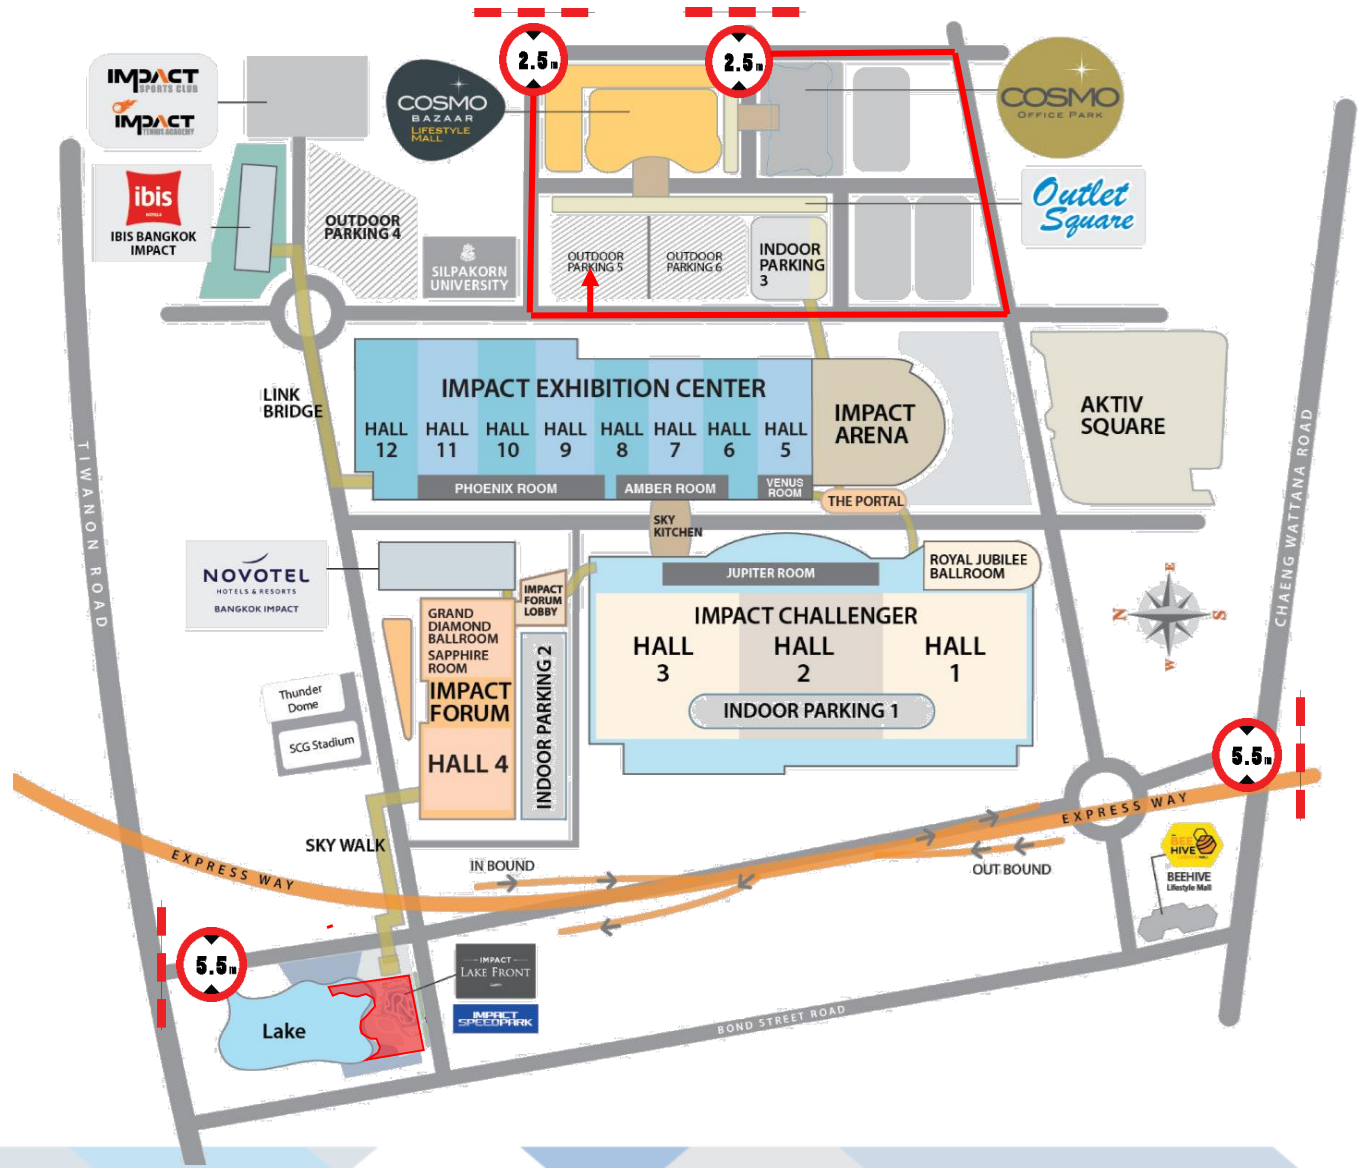 2.5m
2.5m
IMPACT
SPORTS CLUB
IMPACT
TENNIS ACADEMY
COSMO
BAZAAR
LIFESTYLE
MALL
COSMO
OFFICE PARK
ibis
HOTELS
IBIS BANGKOK
IMPACT
OUTDOOR
PARKING 4
SILPAKORN
UNIVERSITY
OUTDOOR
PARKING 5
OUTDOOR
PARKING 6
INDOOR
PARKING
3
Outlet
Square
LINK
BRIDGE
IMPACT EXHIBITION CENTER
HALL
12
HALL
11
HALL
10
HALL
9
HALL
8
HALL
7
HALL
6
HALL
5
PHOENIX ROOM
AMBER ROOM
VENUS
ROOM
IMPACT
ARENA
AKTIV
SQUARE
THE PORTAL
SKY
KITCHEN
TIWANON ROAD
CHAENG WATTANA ROAD
NOVOTEL
HOTELS & RESORTS
BANGKOK IMPACT
IMPACT
FORUM
LOBBY
GRAND
DIAMOND
BALLROOM
SAPPHIRE
ROOM
IMPACT
FORUM
HALL 4
INDOOR PARKING 2
JUPITER ROOM
ROYAL JUBILEE
BALLROOM
IMPACT CHALLENGER
HALL
3
HALL
2
HALL
1
INDOOR PARKING 1
E
N
S
W
Thunder
Dome
SCG Stadium
SKY WALK
EXPRESS WAY
IN BOUND
OUT BOUND
EXPRESS WAY
5.5m
BEE
HIVE
BEEHIVE
Lifestyle Mall
5.5m
IMPACT
LAKE FRONT
IMPACT
SPEEDPARK
Lake
BOND STREET ROAD